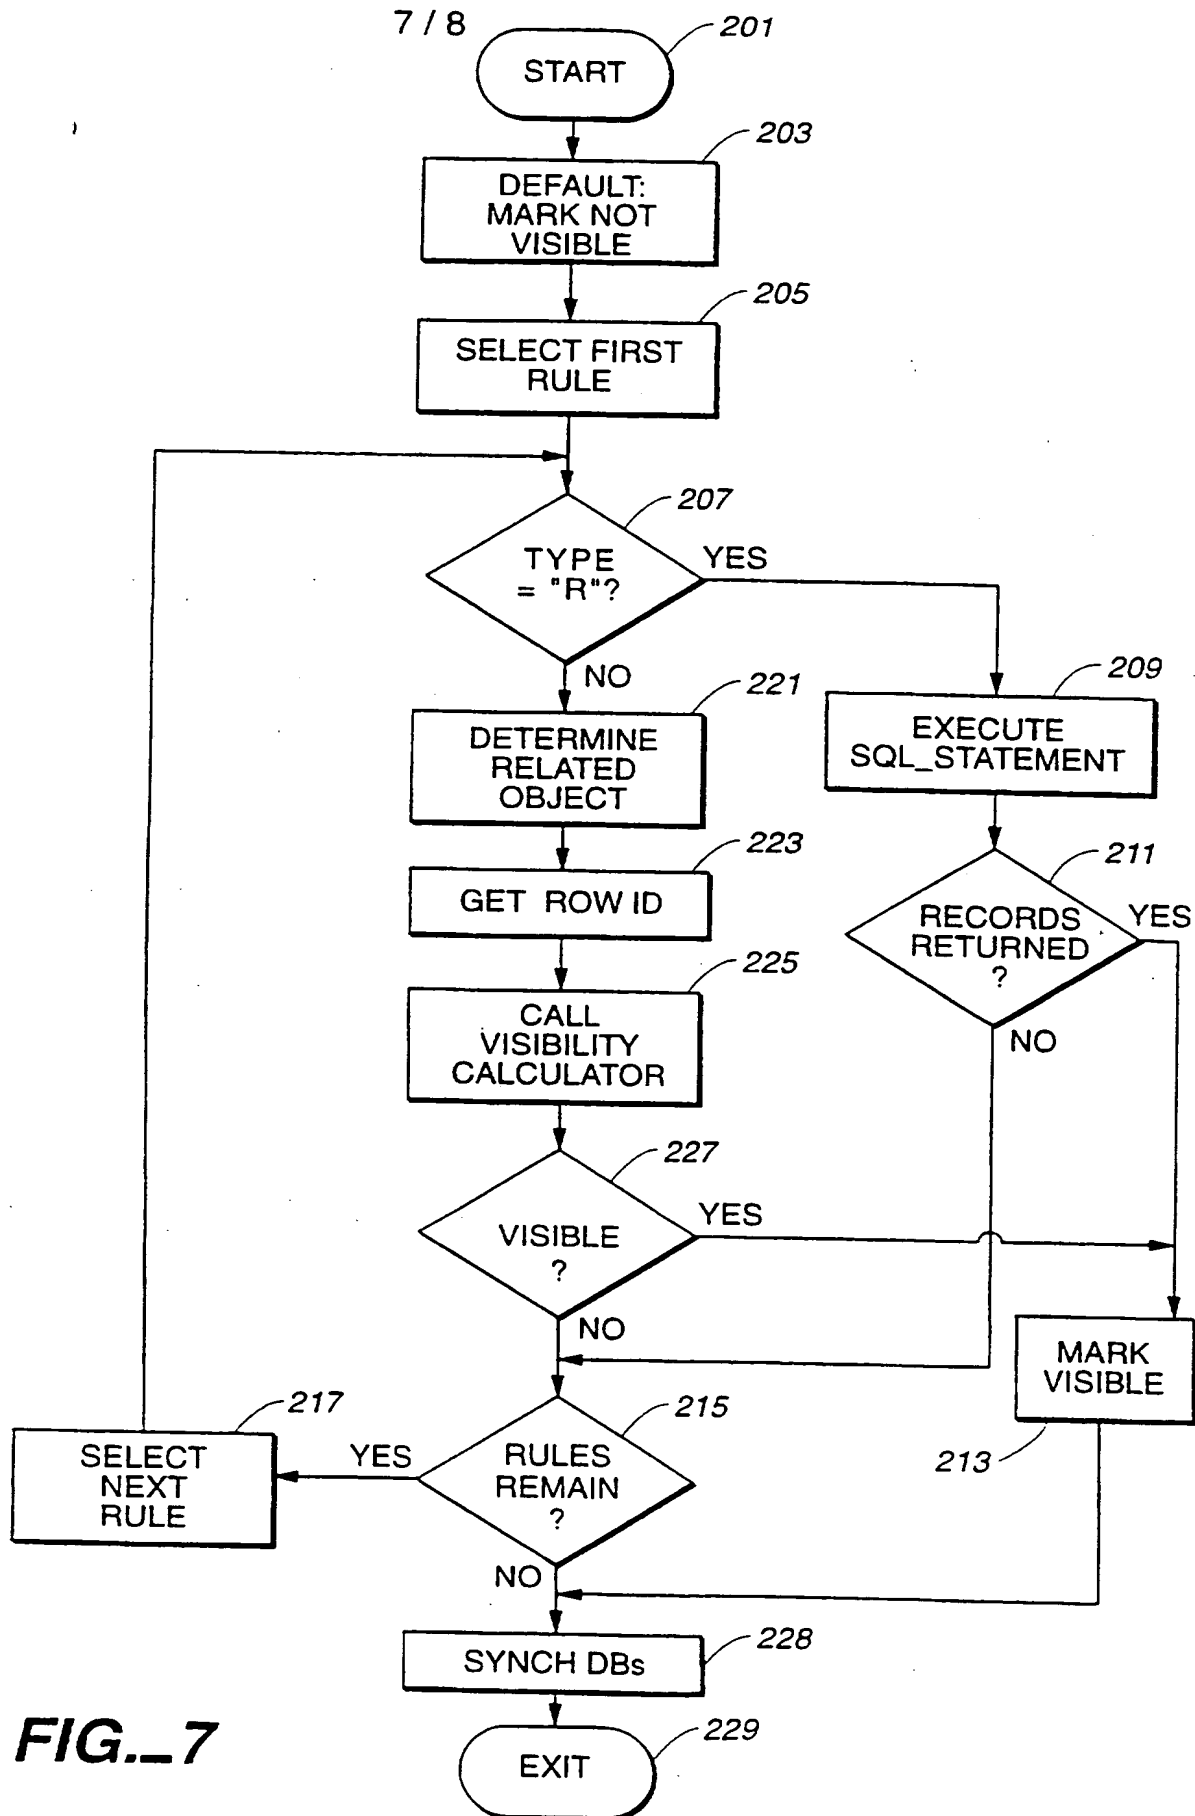 7 / 8
201
START
203
DEFAULT:
MARK NOT
VISIBLE
205
SELECT FIRST
RULE
207
TYPE
= "R"?
YES
NO
221
DETERMINE
RELATED
OBJECT
209
EXECUTE
SQL_STATEMENT
223
GET ROW ID
211
RECORDS
RETURNED
?
YES
NO
225
CALL
VISIBILITY
CALCULATOR
227
VISIBLE
?
YES
NO
MARK
VISIBLE
213
215
RULES
REMAIN
?
YES
NO
217
SELECT
NEXT
RULE
228
SYNCH DBs
229
EXIT
FIG._7